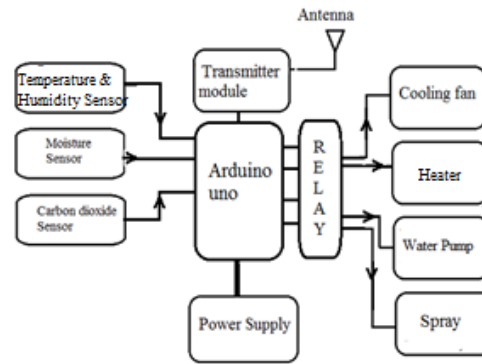 Antenna
Temperature &
Humidity Sensor
Transmitter
module
Cooling fan
Moisture
Sensor
Arduino
uno
R
E
L
A
Y
Heater
Carbon dioxide
Sensor
Water Pump
Power Supply
Spray